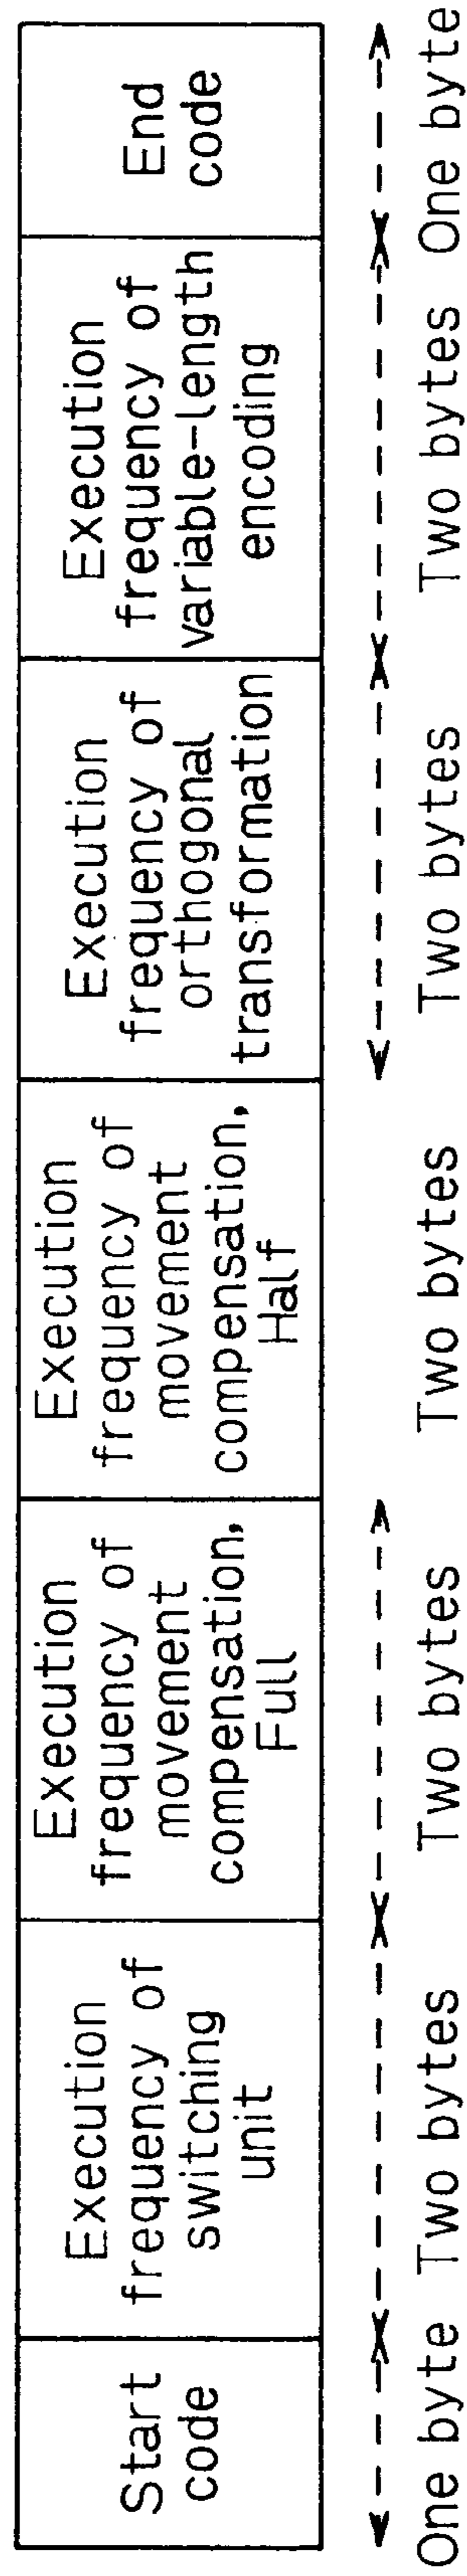 Start
code
Execution
frequency of
switching
unit
Execution
frequency of
movement
compensation,
Full
Execution
frequency of
movement
compensation,
Half
Execution
frequency of
orthogonal
transformation
Execution
frequency of
variable-length
encoding
End
code
One byte Two bytes Two bytes Two bytes Two bytes Two bytes One byte